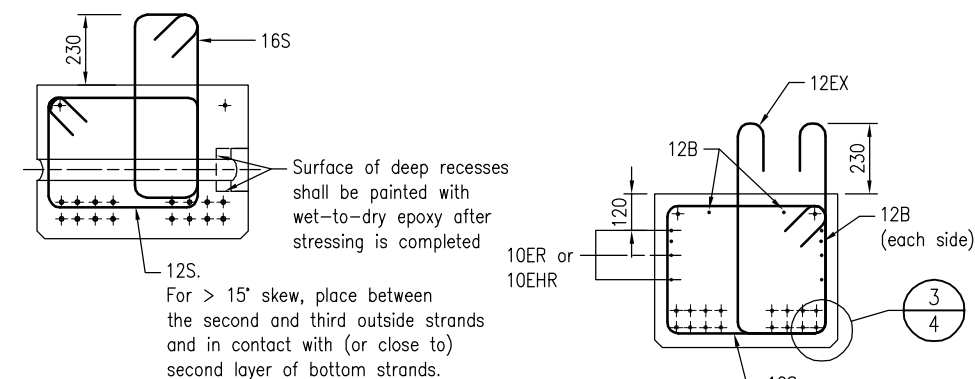 230
16S
Surface of deep recesses
shall be painted with
wet-to-dry epoxy after
stressing is completed
12S.
For > 15° skew, place between
the second and third outside strands
and in contact with (or close to)
second layer of bottom strands.
12EX
12B
230
120
12B
(each side)
10ER or
10EHR
3
4